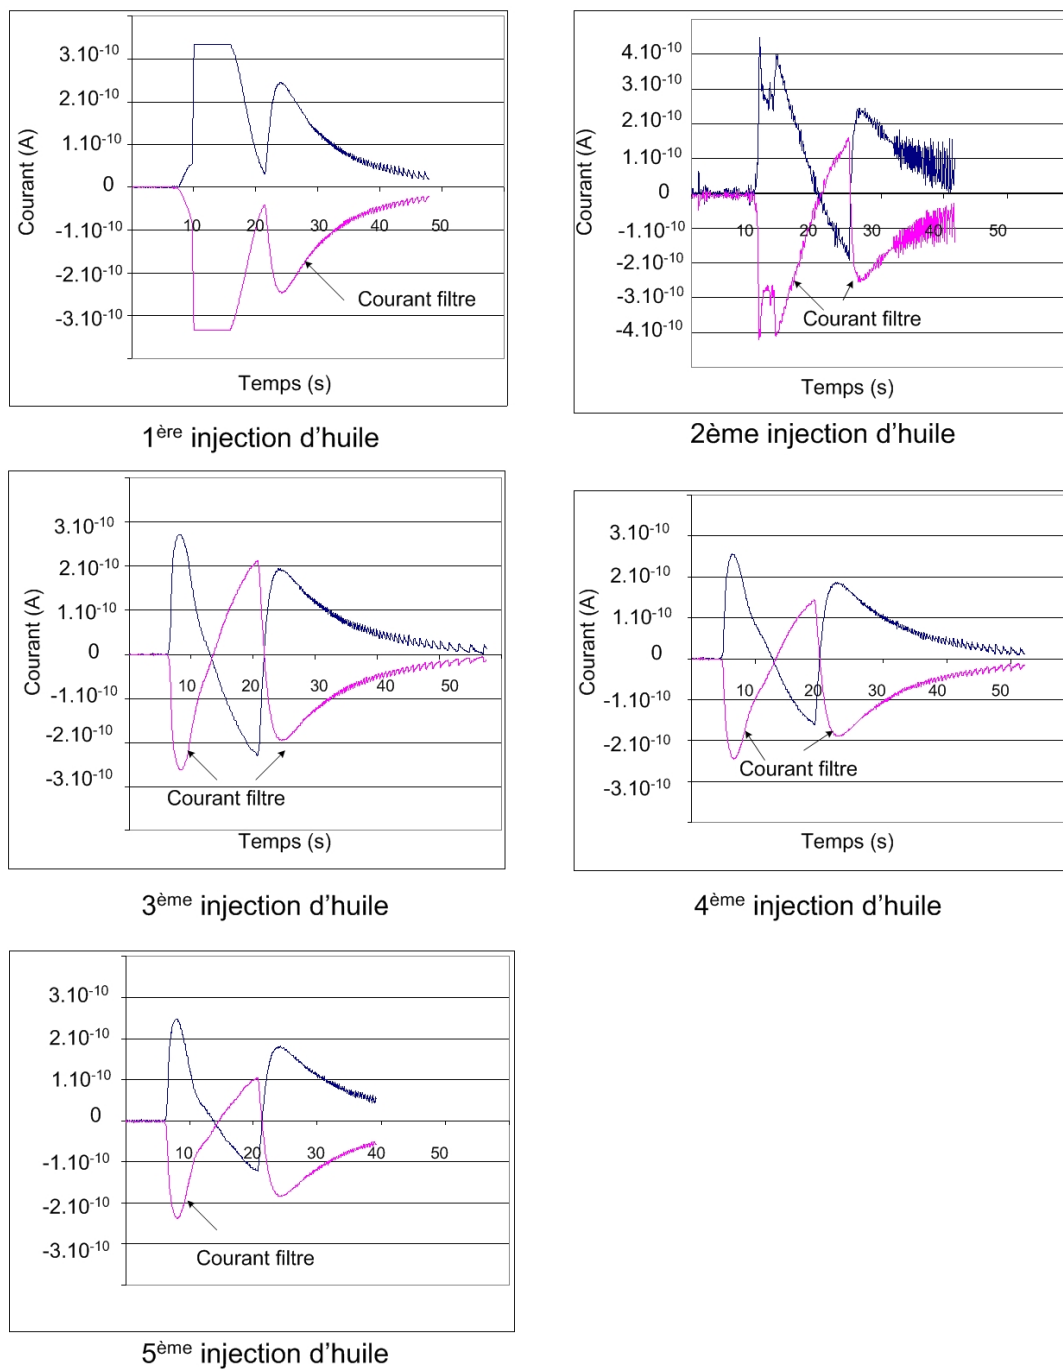 3.10⁻¹⁰
2.10⁻¹⁰
1.10⁻¹⁰
0
-1.10⁻¹⁰
-2.10⁻¹⁰
-3.10⁻¹⁰
Courant (A)
10 20 30 40 50
Courant filtre
Temps (s)
1ère injection d’huile
4.10⁻¹⁰
3.10⁻¹⁰
2.10⁻¹⁰
1.10⁻¹⁰
0
-1.10⁻¹⁰
-2.10⁻¹⁰
-3.10⁻¹⁰
-4.10⁻¹⁰
Courant (A)
10 20 30 40 50
Courant filtre
Temps (s)
2ème injection d’huile
3.10⁻¹⁰
2.10⁻¹⁰
1.10⁻¹⁰
0
-1.10⁻¹⁰
-2.10⁻¹⁰
-3.10⁻¹⁰
Courant (A)
10 20 30 40 50
Courant filtre
Temps (s)
3ème injection d’huile
3.10⁻¹⁰
2.10⁻¹⁰
1.10⁻¹⁰
0
-1.10⁻¹⁰
-2.10⁻¹⁰
-3.10⁻¹⁰
Courant (A)
10 20 30 40 50
Courant filtre
Temps (s)
4ème injection d’huile
3.10⁻¹⁰
2.10⁻¹⁰
1.10⁻¹⁰
0
-1.10⁻¹⁰
-2.10⁻¹⁰
-3.10⁻¹⁰
10 20 30 40 50
Courant filtre
5ème injection d’huile